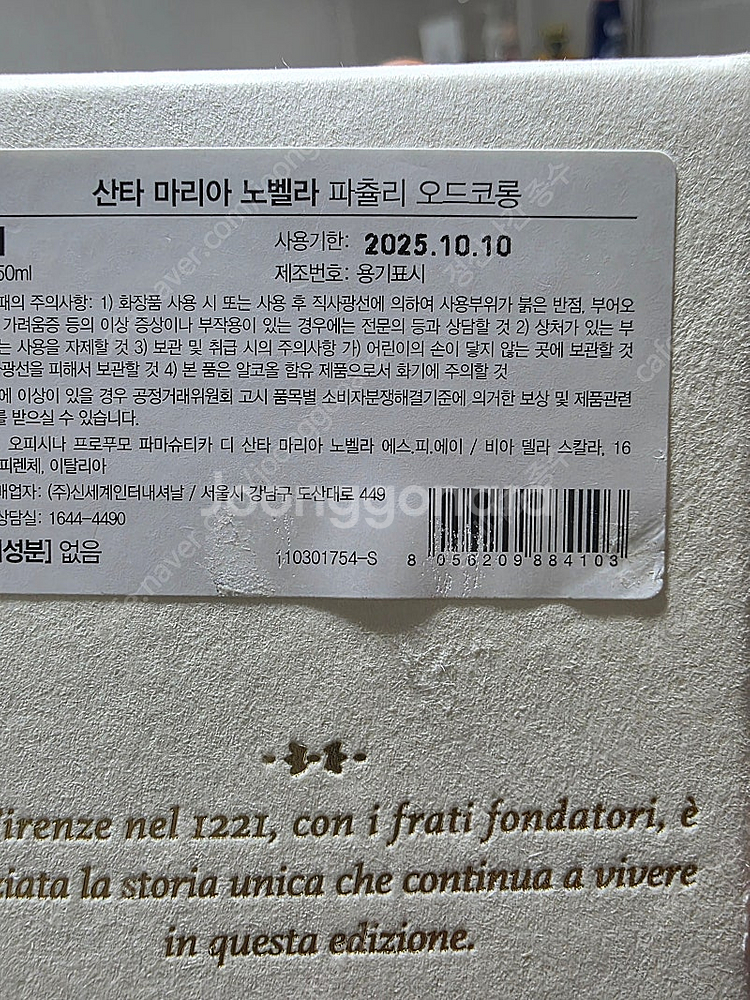 산타 마리아 노벨라 파츌리 오드코롱
사용기한: 2025.10.10
50ml
제조번호: 용기표시
때의 주의사항: 1) 화장품 사용 시 또는 사용 후 직사광선에 의하여 사용부위가 붉은 반점, 부어오
가려움증 등의 이상 증상이나 부작용이 있는 경우에는 전문의 등과 상담할 것 2) 상처가 있는 부
는 사용을 자제할 것 3) 보관 및 취급 시의 주의사항 가) 어린이의 손이 닿지 않는 곳에 보관할 것
광선을 피해서 보관할 것 4) 본 품은 알코올 함유 제품으로서 화기에 주의할 것
에 이상이 있을 경우 공정거래위원회 고시 품목별 소비자분쟁해결기준에 의거한 보상 및 제품관련
를 받으실 수 있습니다.
오피시나 프로푸모 파마슈티카 디 산타 마리아 노벨라 에스.피.에이 / 비아 델라 스칼라, 16
피렌체, 이탈리아
매업자: (주)신세계인터내셔날 / 서울시 강남구 도산대로 449
상담실: 1644-4490
성분] 없음
110301754-S
8 056209 884103
Joonggonara
irenze nel 1221, con i frati fondatori, è
ziata la storia unica che continua a vivere
in questa edizione.